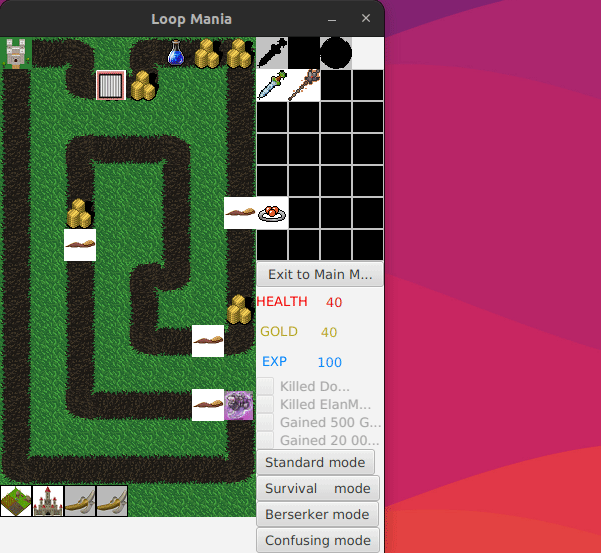 Loop Mania
Exit to Main M...
HEALTH 40
GOLD 40
EXP 100
Killed Do...
Killed ElanM...
Gained 500 G...
Gained 20 00...
Standard mode
Survival mode
Berserker mode
Confusing mode